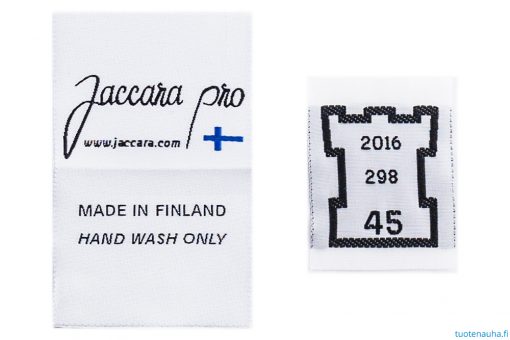 Jaccara pro
www.jaccara.com
MADE IN FINLAND
HAND WASH ONLY
2016
298
45
tuotenauha.fi